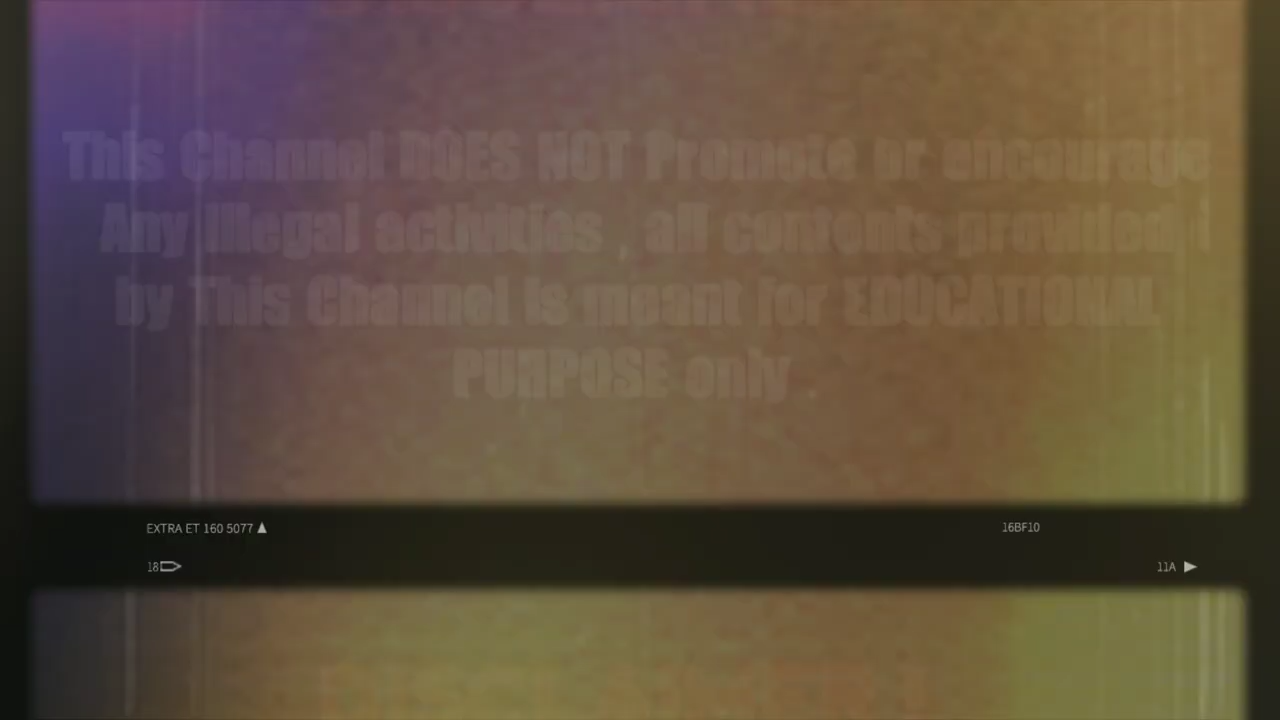 This Channel DOES NOT Promote or encourage
Any Illegal activities , all contents provided
by This Channel is meant for EDUCATIONAL
PURPOSE only .
EXTRA ET 160 5077
16BF10
18
11A